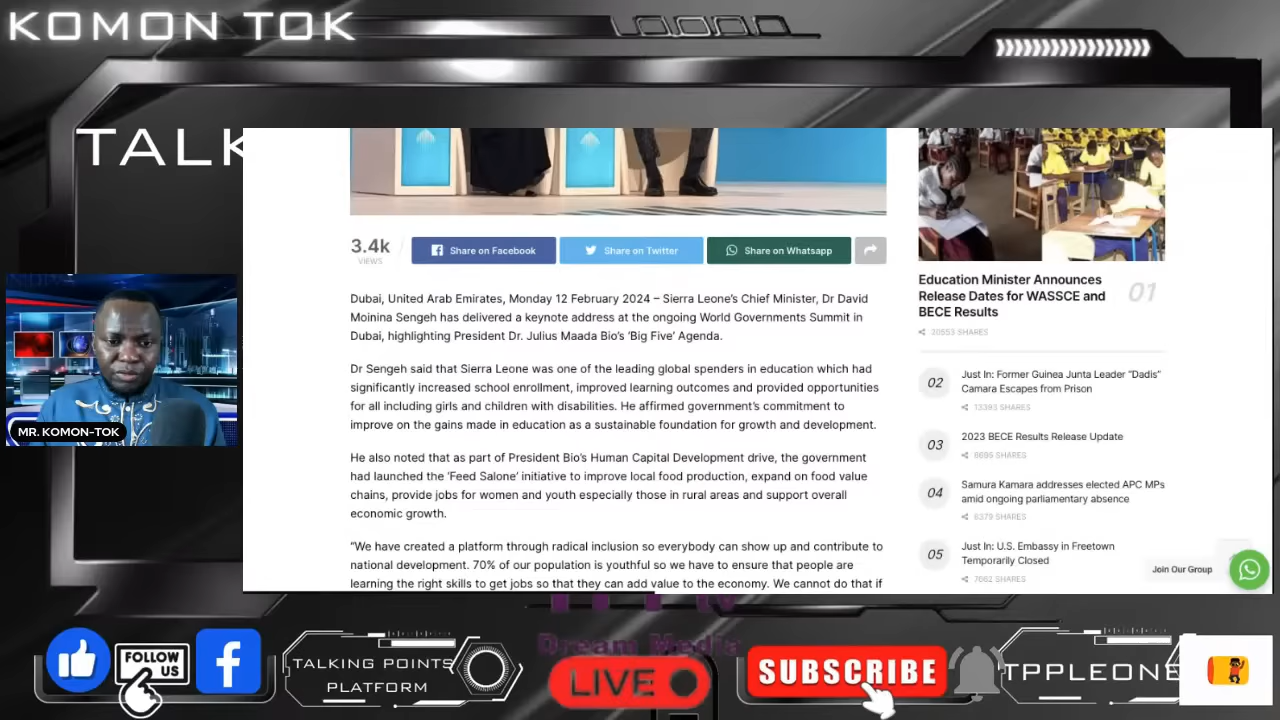 KOMON TOK
TALK
3.4k
VIEWS
Share on Facebook
Share on Twitter
Share on Whatsapp
Dubai, United Arab Emirates, Monday 12 February 2024 – Sierra Leone's Chief Minister, Dr David
Moinina Sengeh has delivered a keynote address at the ongoing World Governments Summit in
Dubai, highlighting President Dr. Julius Maada Bio's 'Big Five' Agenda.
Dr Sengeh said that Sierra Leone was one of the leading global spenders in education which had
significantly increased school enrollment, improved learning outcomes and provided opportunities
for all including girls and children with disabilities. He affirmed government's commitment to
improve on the gains made in education as a sustainable foundation for growth and development.
He also noted that as part of President Bio's Human Capital Development drive, the government
had launched the 'Feed Salone' initiative to improve local food production, expand on food value
chains, provide jobs for women and youth especially those in rural areas and support overall
economic growth.
"We have created a platform through radical inclusion so everybody can show up and contribute to
national development. 70% of our population is youthful so we have to ensure that people are
learning the right skills to get jobs so that they can add value to the economy. We cannot do that if
Education Minister Announces
Release Dates for WASSCE and
BECE Results
01
20553 SHARES
02
Just In: Former Guinea Junta Leader "Dadis"
Camara Escapes from Prison
13393 SHARES
03
2023 BECE Results Release Update
04
Samura Kamara addresses elected APC MPs
amid ongoing parliamentary absence
05
Just In: U.S. Embassy in Freetown
Temporarily Closed
Join Our Group
MR. KOMON-TOK
FOLLOW
US
TALKING POINTS
PLATFORM
LIVE
SUBSCRIBE
TPPLEONE